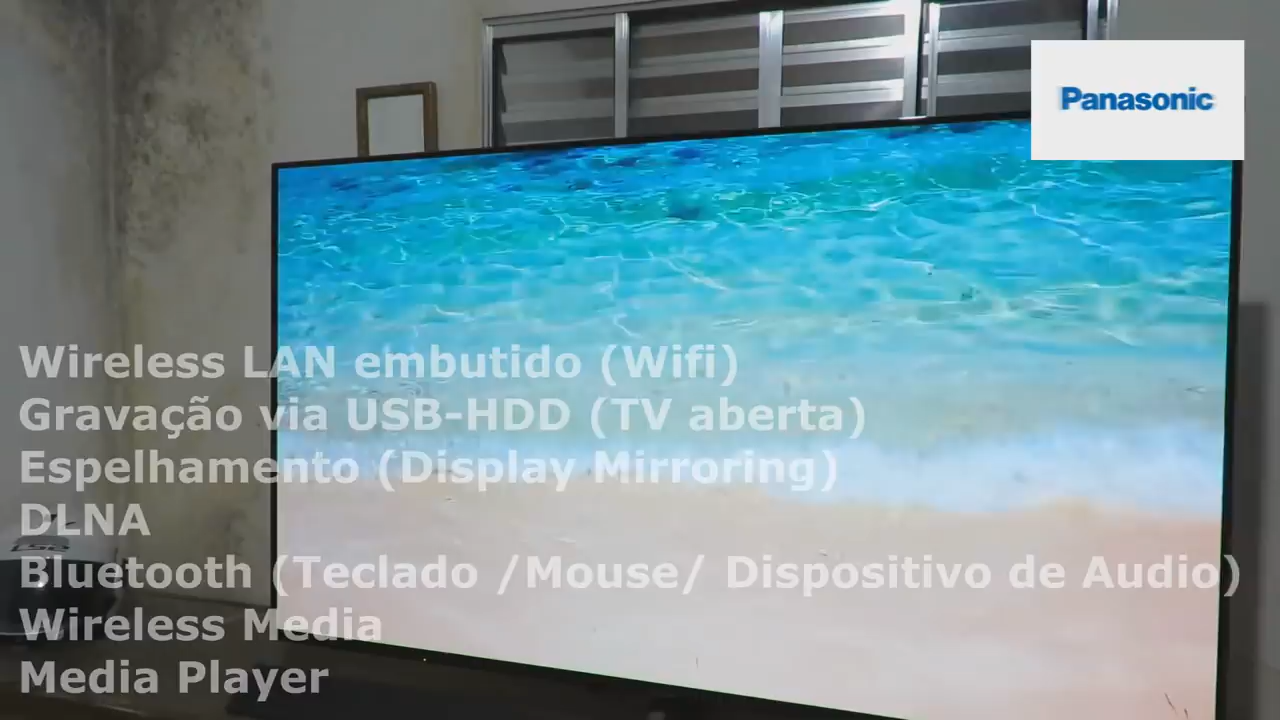 Panasonic
Wireless LAN embutido (Wifi)
Gravação via USB-HDD (TV aberta)
Espelhamento (Display Mirroring)
DLNA
Bluetooth (Teclado /Mouse/ Dispositivo de Audio)
Wireless Media
Media Player